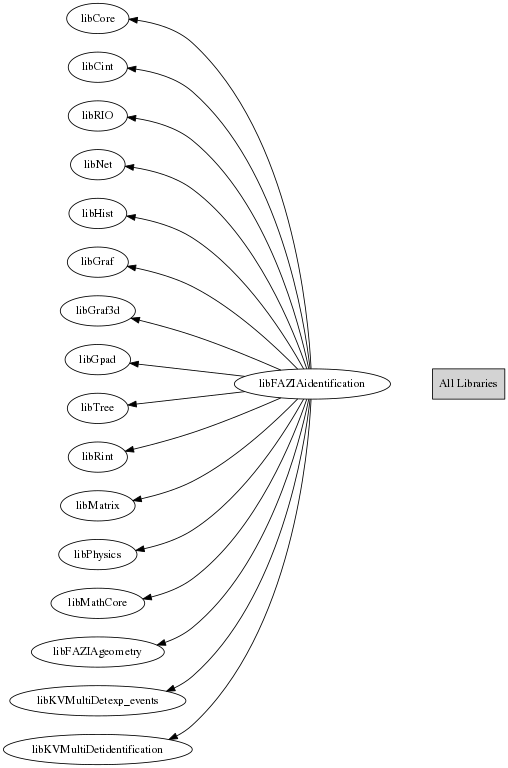 libCore
libCint
libRIO
libNet
libHist
libGraf
libGraf3d
libGpad
libFAZIAidentification
All Libraries
libTree
libRint
libMatrix
libPhysics
libMathCore
libFAZIAgeometry
libKVMultiDetexp_events
libKVMultiDetidentification